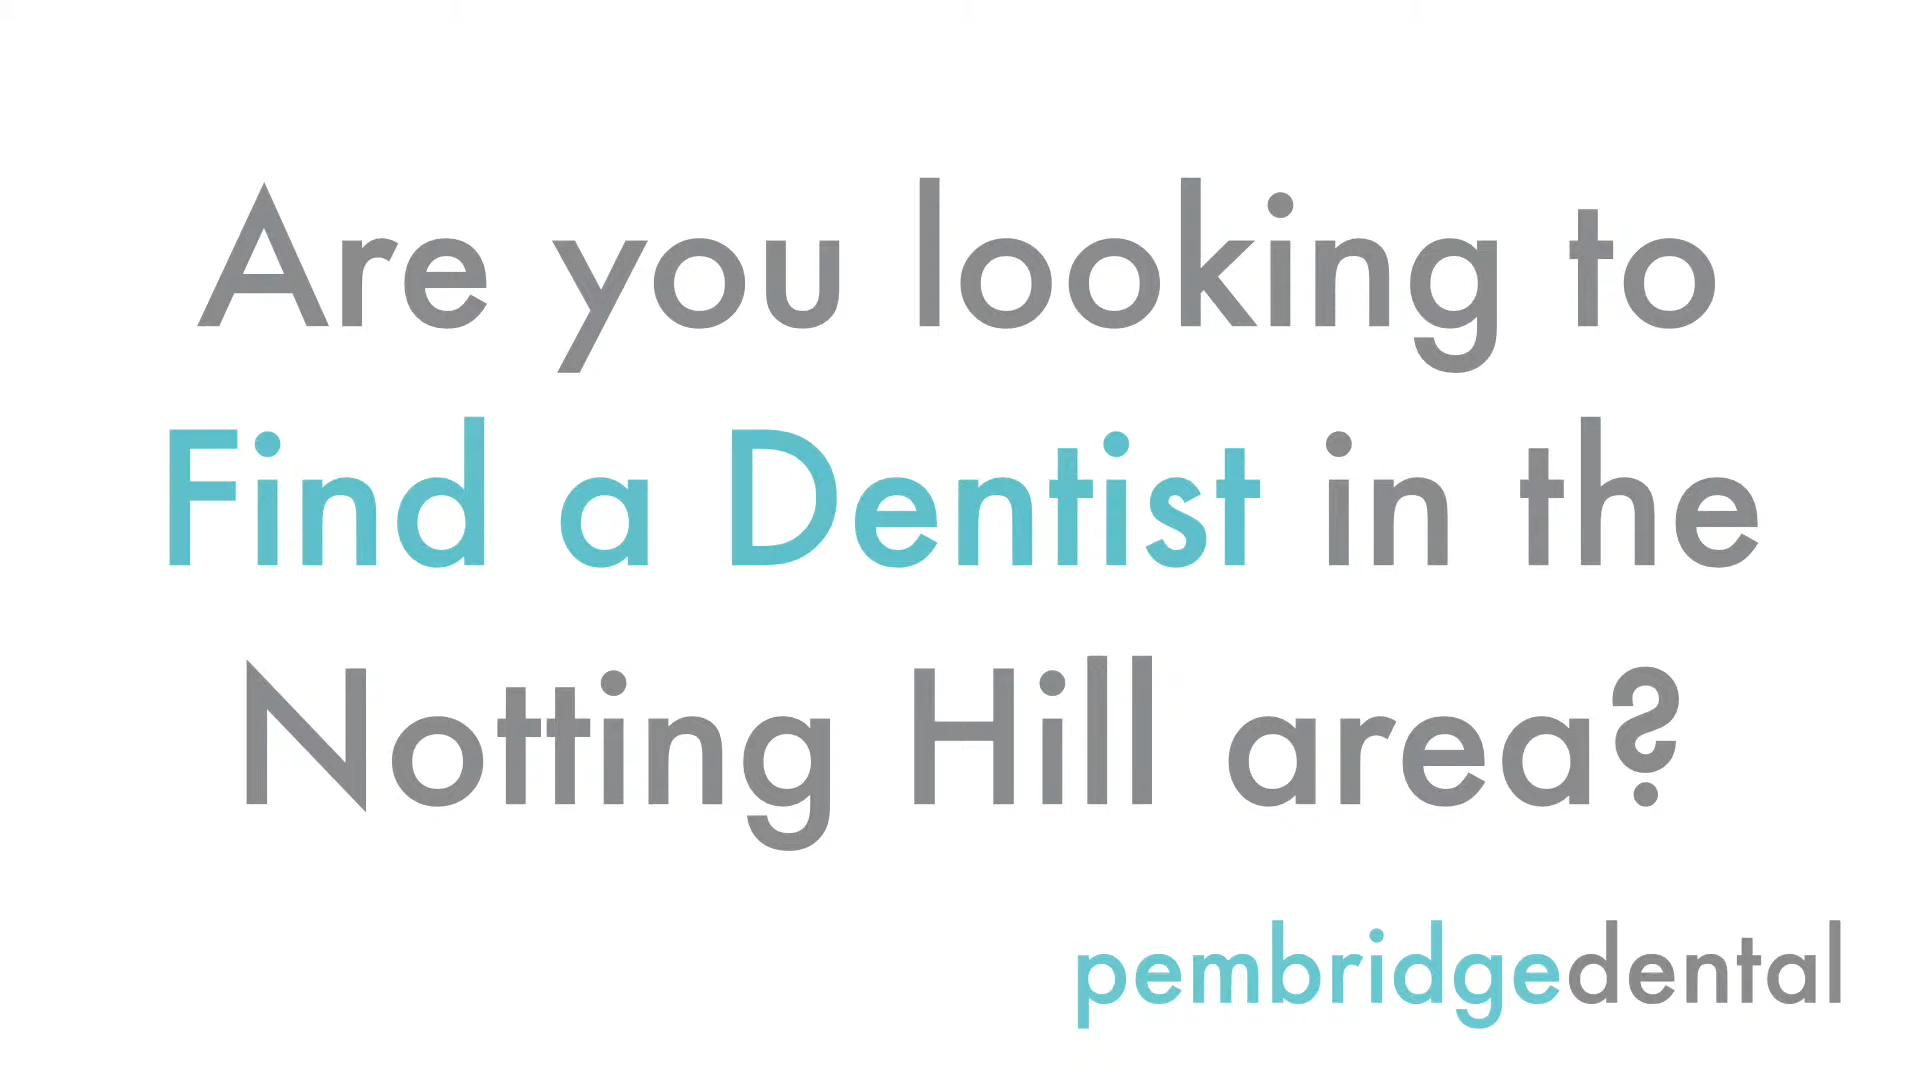 Are you looking to
Find a Dentist in the
Notting Hill area?
pembridgedental